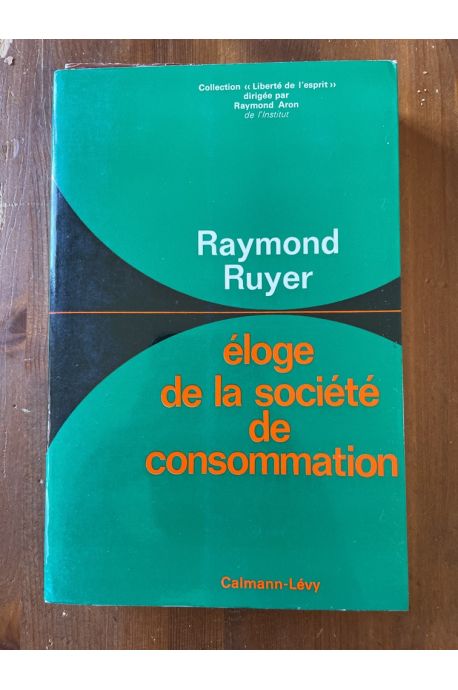 Collection « Liberté de l'esprit »
dirigée par
Raymond Aron
de l'Institut
Raymond
Ruyer
éloge
de la société
de
consommation
Calmann-Lévy